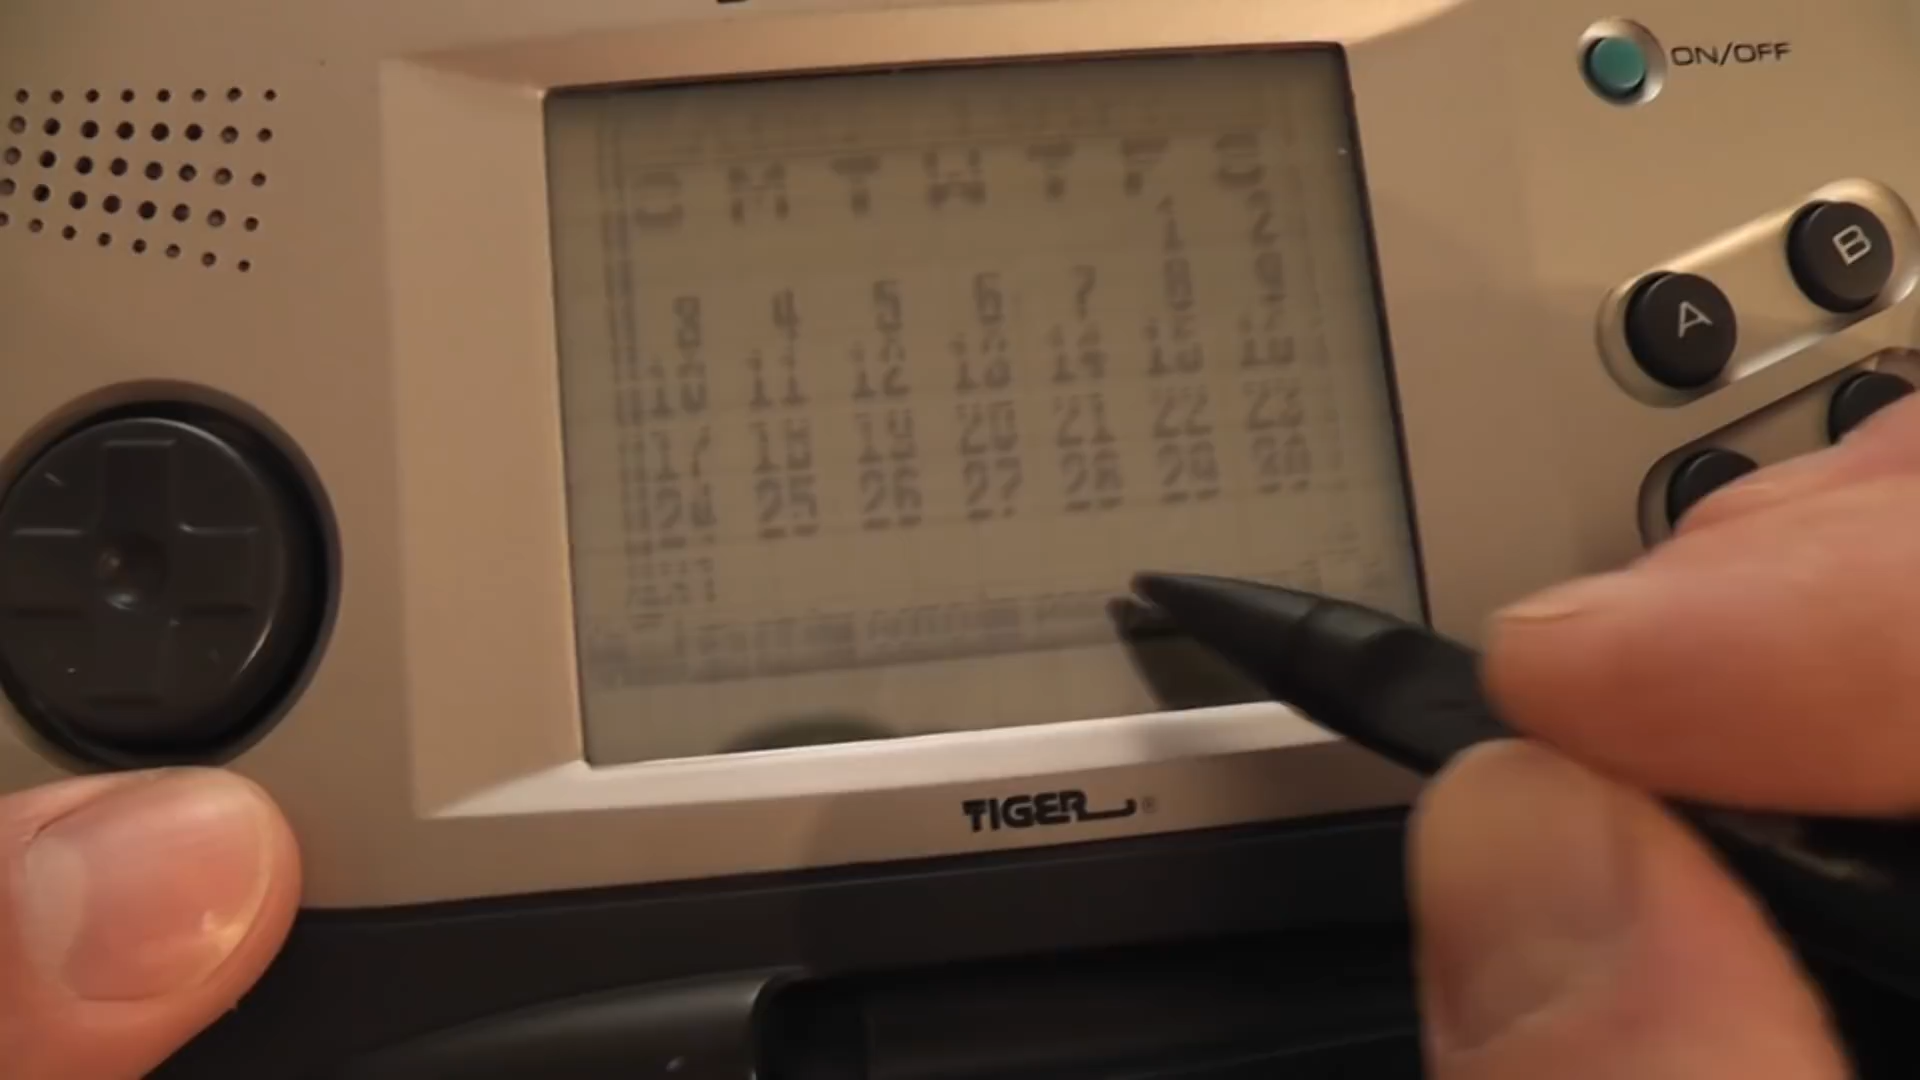 ON/OFF
S M T W T F S
1 2
3 4 5 6 7 8 9
10 11 12 13 14 15 16
17 18 19 20 21 22 23
24 25 26 27 28 29 30
31
B
A
TIGER®